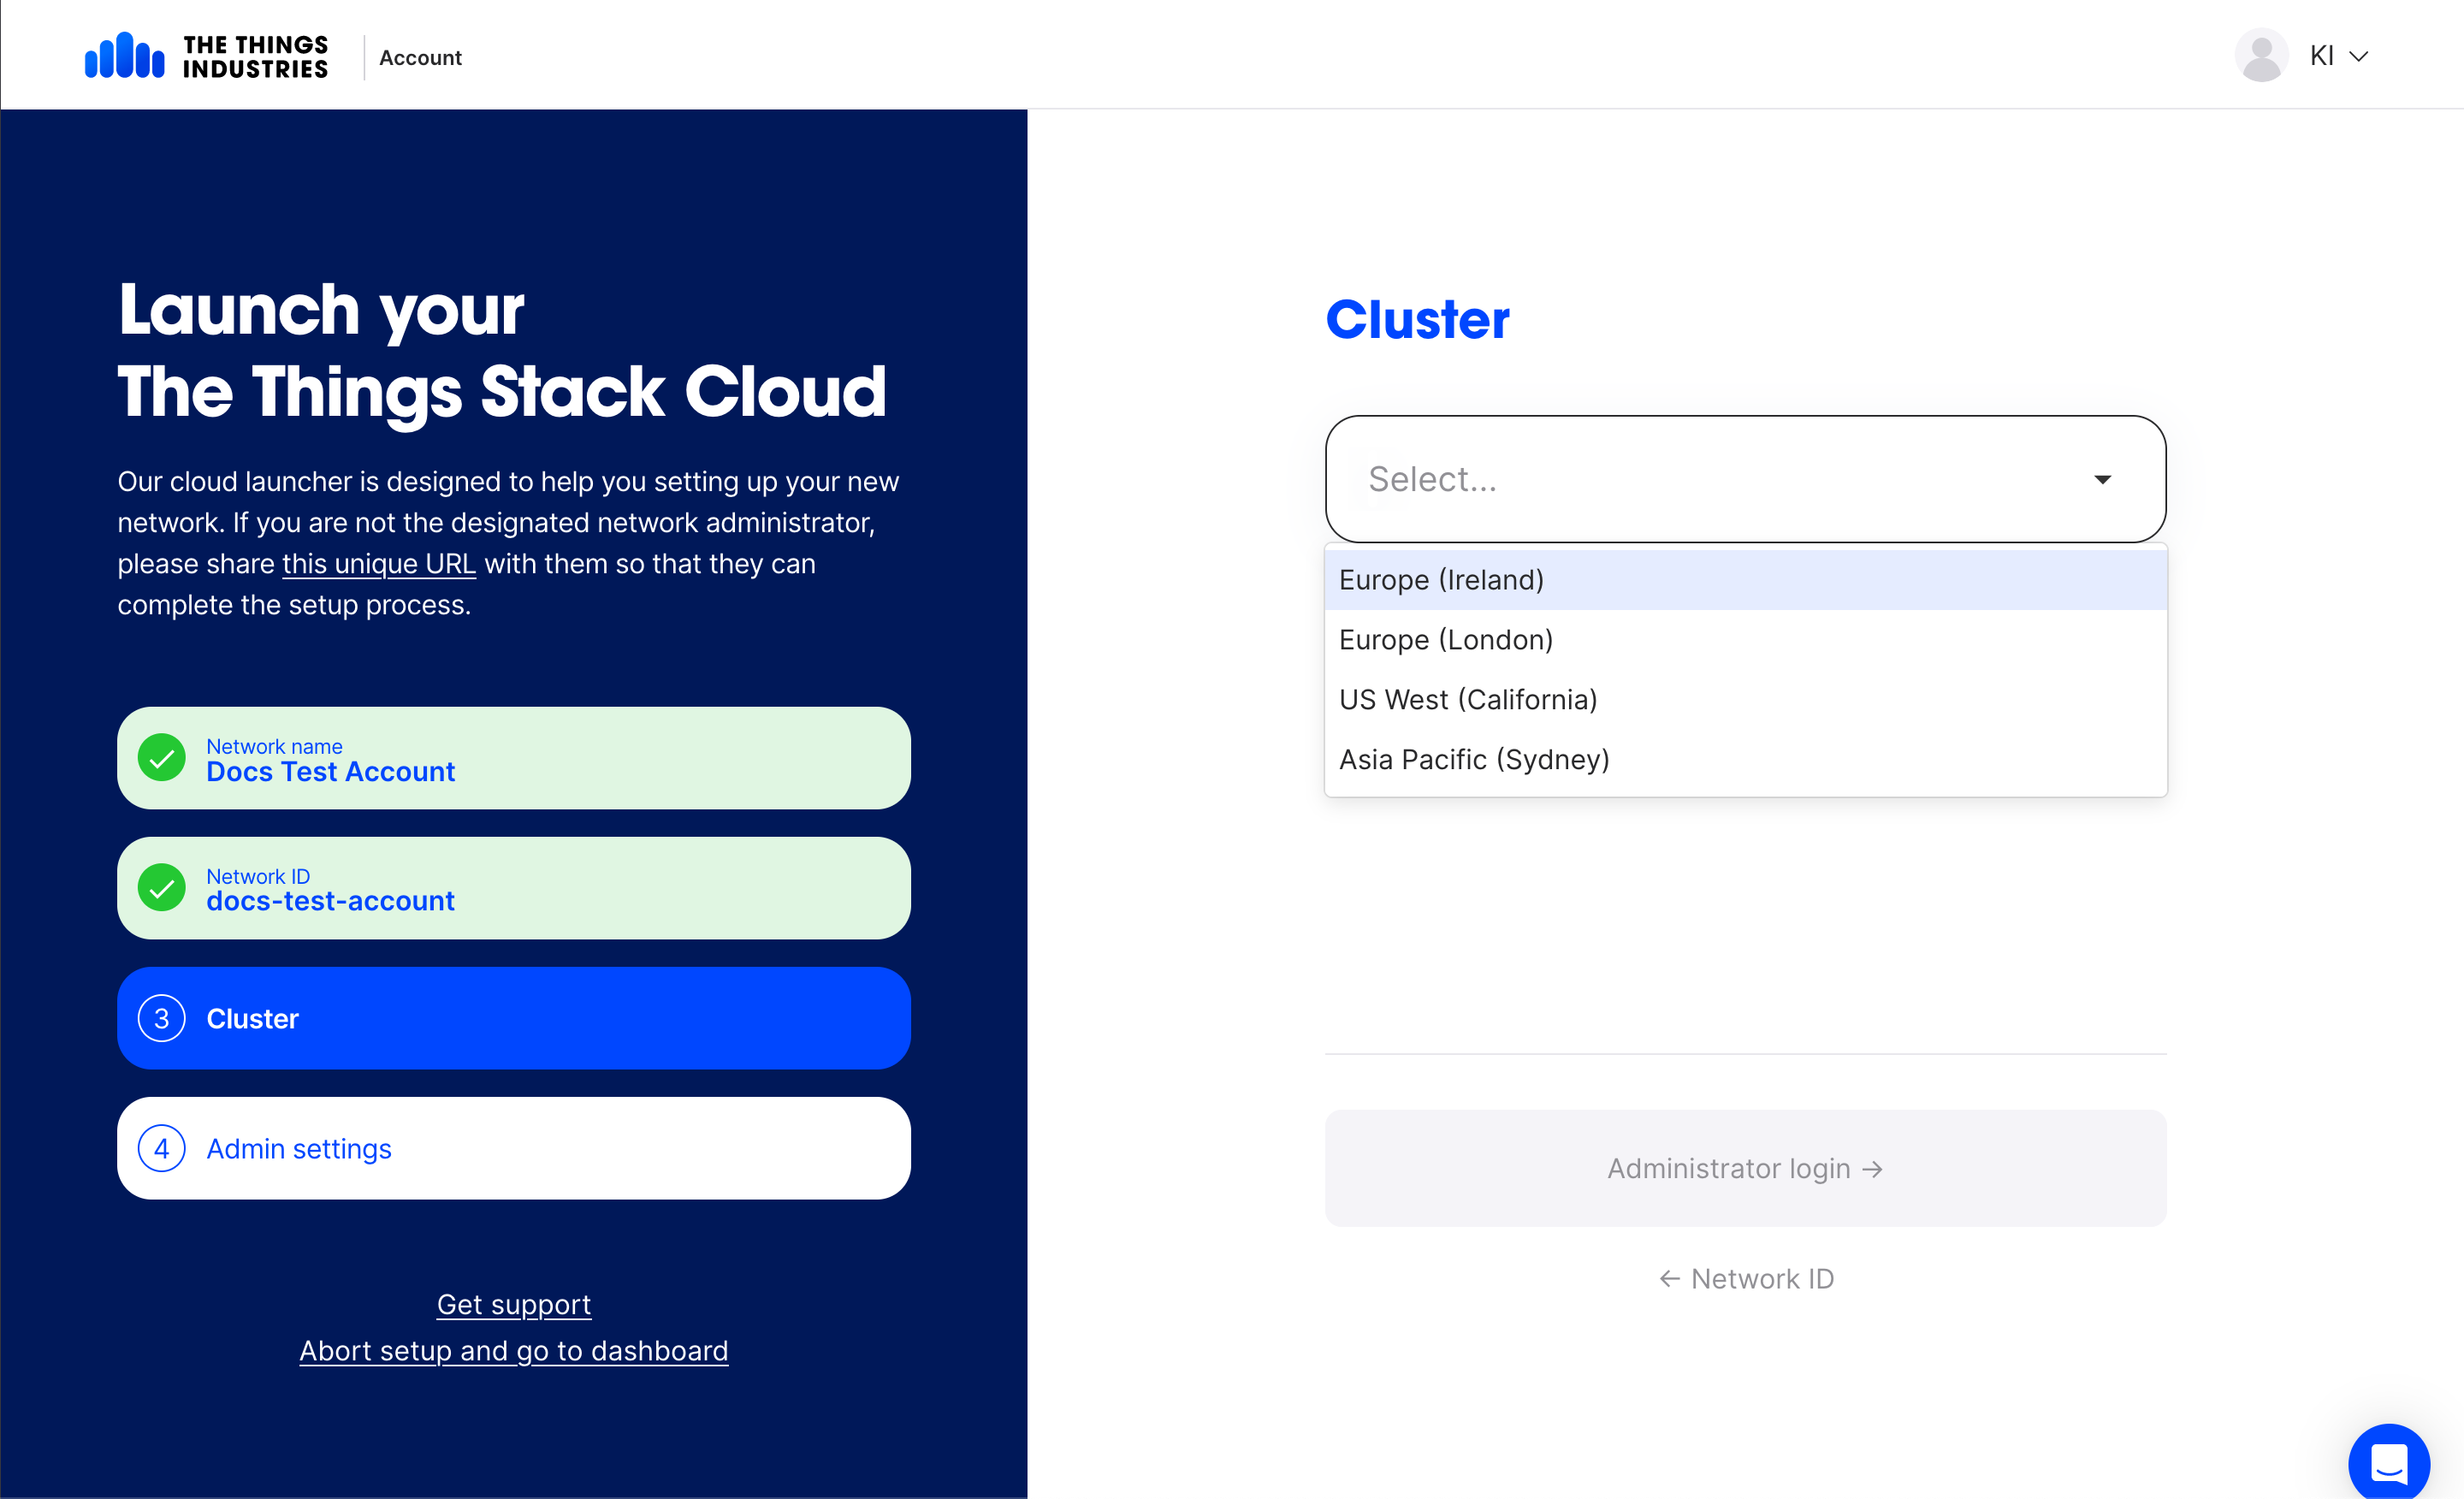 THE THINGS
INDUSTRIES
Account
KI
Launch your
The Things Stack Cloud
Our cloud launcher is designed to help you setting up your new
network. If you are not the designated network administrator,
please share this unique URL with them so that they can
complete the setup process.
Network name
Docs Test Account
Network ID
docs-test-account
3 Cluster
4 Admin settings
Get support
Abort setup and go to dashboard
Cluster
Select...
Europe (Ireland)
Europe (London)
US West (California)
Asia Pacific (Sydney)
Administrator login →
← Network ID